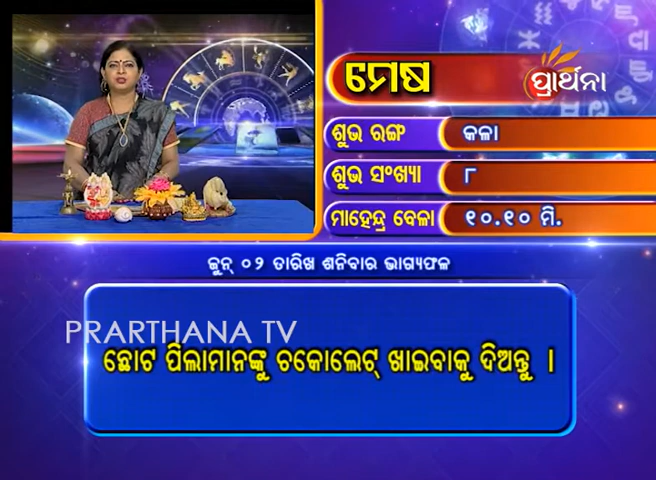 ମେଷ
ପ୍ରାର୍ଥନା
ଶୁଭ ରଙ୍ଗ
କଳା
ଶୁଭ ସଂଖ୍ୟା
୮
ମାହେନ୍ଦ୍ର ବେଳା
୧୦.୧୦ ମି.
ଜୁନ୍ ୦୨ ତାରିଖ ଶନିବାର ଭାଗ୍ୟଫଳ
PRARTHANA TV
ଛୋଟ ପିଲାମାନଙ୍କୁ ଚକୋଲେଟ୍ ଖାଇବାକୁ ଦିଅନ୍ତୁ ।